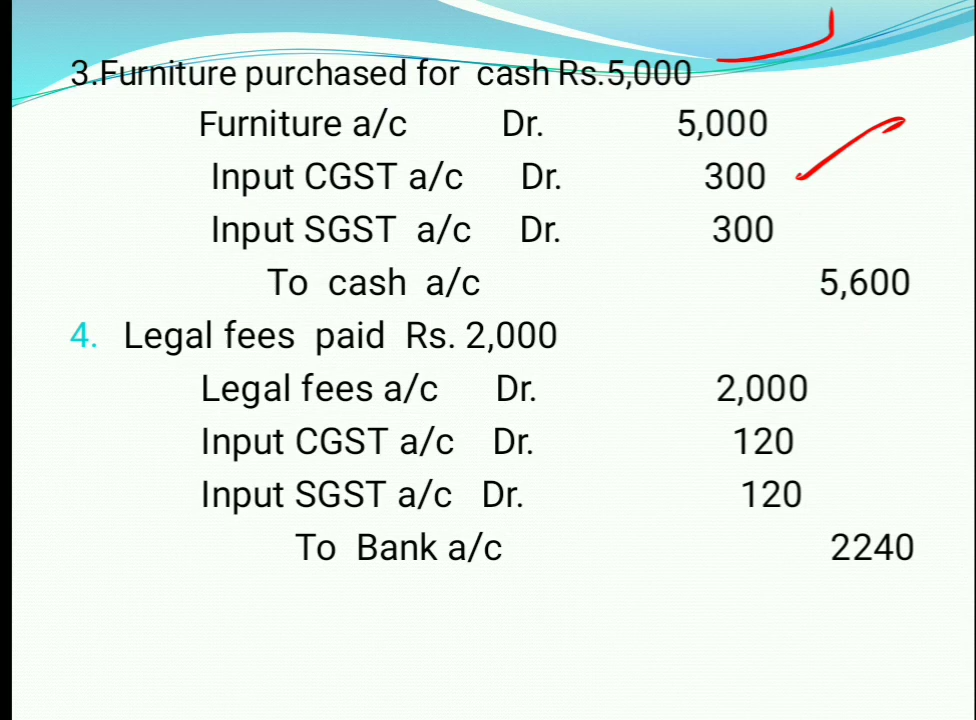 3.Furniture purchased for cash Rs.5,000
Furniture a/c Dr. 5,000
Input CGST a/c Dr. 300
Input SGST a/c Dr. 300
To cash a/c 5,600
4. Legal fees paid Rs. 2,000
Legal fees a/c Dr. 2,000
Input CGST a/c Dr. 120
Input SGST a/c Dr. 120
To Bank a/c 2240